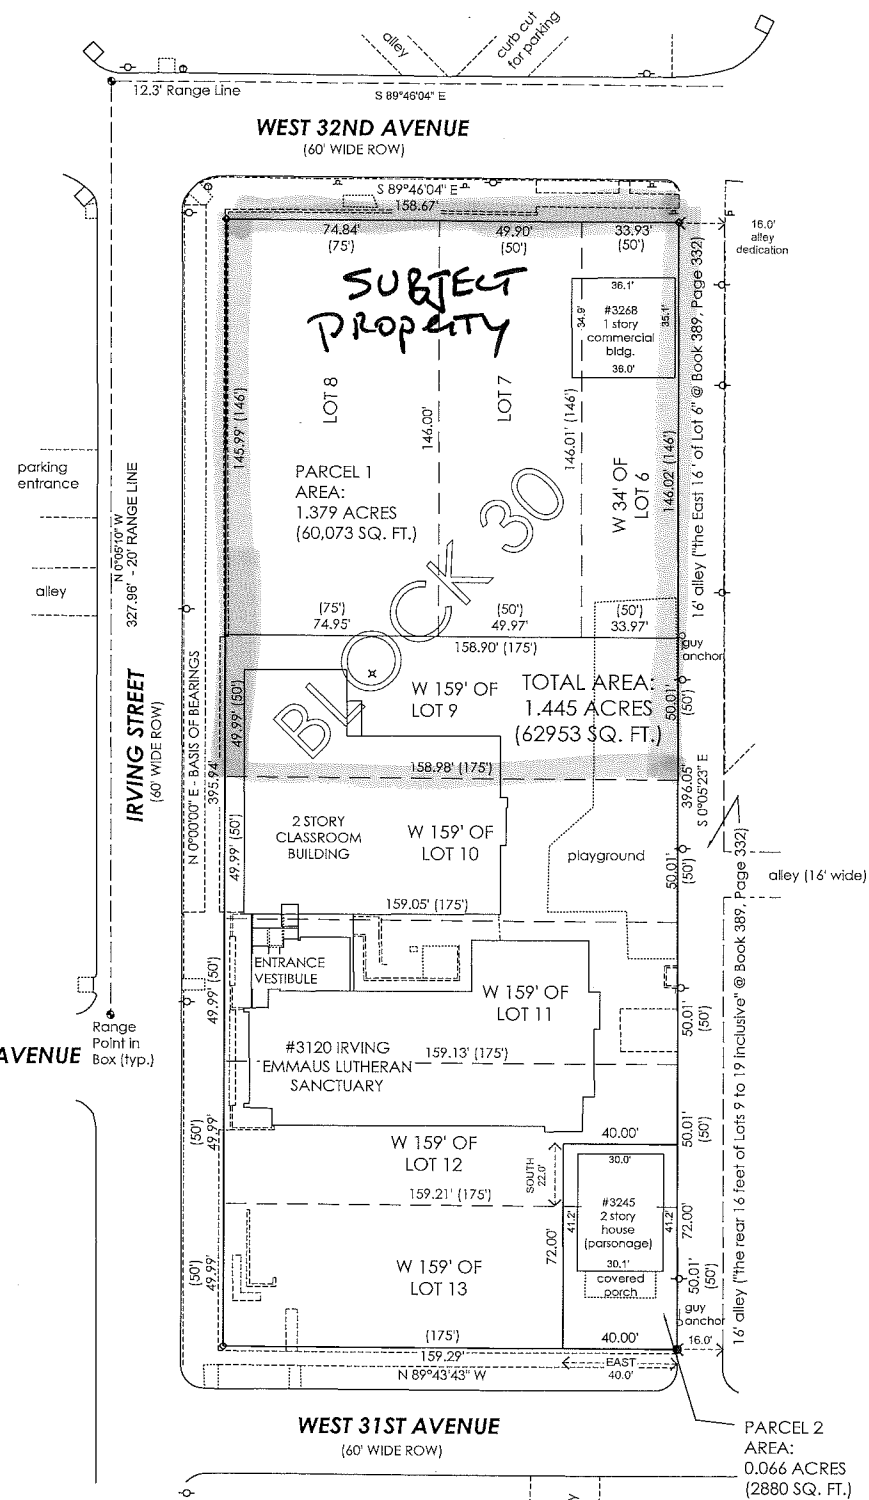 alley
curb cut
for parking
12.3' Range Line
S 89°46'04" E
WEST 32ND AVENUE
(60' WIDE ROW)
S 89°46'04" E
158.67'
74.84'
(75')
49.90'
(50')
33.93'
(50')
16.0'
alley
dedication
SUBJECT
PROPERTY
36.1'
#3268
1 story
commercial
bldg.
36.0'
34.9'
35.1'
LOT 8
LOT 7
W 34' OF
LOT 6
145.99' (146')
146.00'
146.01' (146')
146.02' (146')
16' alley ("the East 16' of Lot 6" @ Book 389, Page 332)
parking
entrance
alley
N 0°05'10" W
327.96' - 20' RANGE LINE
PARCEL 1
AREA:
1.379 ACRES
(60,073 SQ. FT.)
BLOCK 30
(75')
74.95'
(50')
49.97'
(50')
33.97'
158.90' (175')
guy
anchor
IRVING STREET
(60' WIDE ROW)
N 0°00'00" E - BASIS OF BEARINGS
395.94'
49.99' (50')
W 159' OF
LOT 9
TOTAL AREA:
1.445 ACRES
(62953 SQ. FT.)
50.01'
(50')
158.98' (175')
396.05'
S 0°05'23" E
49.99' (50')
2 STORY
CLASSROOM
BUILDING
W 159' OF
LOT 10
playground
50.01'
(50')
alley (16' wide)
159.05' (175')
ENTRANCE
VESTIBULE
49.99' (50')
W 159' OF
LOT 11
50.01'
(50')
Range
Point in
Box (typ.)
AVENUE
#3120 IRVING
EMMAUS LUTHERAN
SANCTUARY
159.13' (175')
(50')
49.99'
W 159' OF
LOT 12
40.00'
50.01'
(50')
SOUTH
22.0'
159.21' (175')
30.0'
#3245
2 story
house
(parsonage)
30.1'
41.2'
41.2'
covered
porch
72.00'
72.00'
(50')
49.99'
W 159' OF
LOT 13
50.01'
(50')
guy
anchor
16' alley ("the rear 16 feet of Lots 9 to 19 inclusive" @ Book 389, Page 332)
(175')
40.00'
16.0'
159.29'
EAST
40.0'
N 89°43'43" W
WEST 31ST AVENUE
(60' WIDE ROW)
PARCEL 2
AREA:
0.066 ACRES
(2880 SQ. FT.)